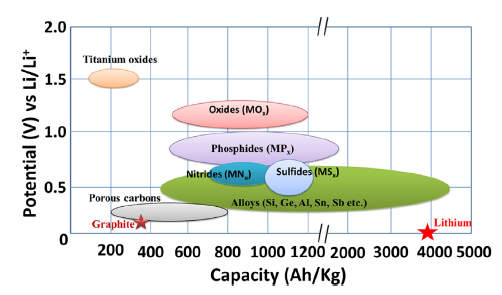 2.0
Titanium oxides
1.5
Oxides (MOx)
1.0
Phosphides (MPx)
Nitrides (MNx)
Sulfides (MSx)
0.5
Porous carbons
Alloys (Si, Ge, Al, Sn, Sb etc.)
Graphite
Lithium
0
200 400 600 800 1000 1200 2000 3000 4000 5000
Potential (V) vs Li/Li+
Capacity (Ah/Kg)